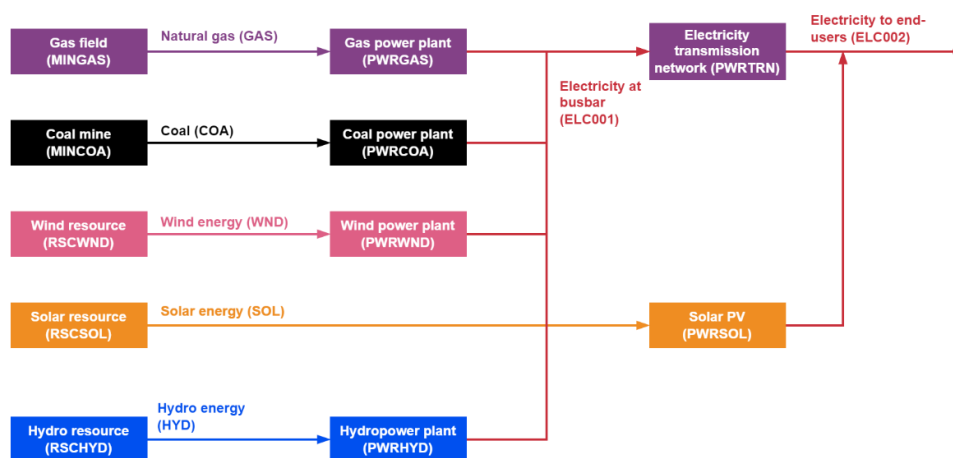 Gas field
(MINGAS)
Natural gas (GAS)
Gas power plant
(PWRGAS)
Electricity
transmission
network (PWRTRN)
Electricity to end-
users (ELC002)
Electricity at
busbar
(ELC001)
Coal mine
(MINCOA)
Coal (COA)
Coal power plant
(PWRCOA)
Wind resource
(RSCWND)
Wind energy (WND)
Wind power plant
(PWRWND)
Solar resource
(RSCSOL)
Solar energy (SOL)
Solar PV
(PWRSOL)
Hydro resource
(RSCHYD)
Hydro energy
(HYD)
Hydropower plant
(PWRHYD)